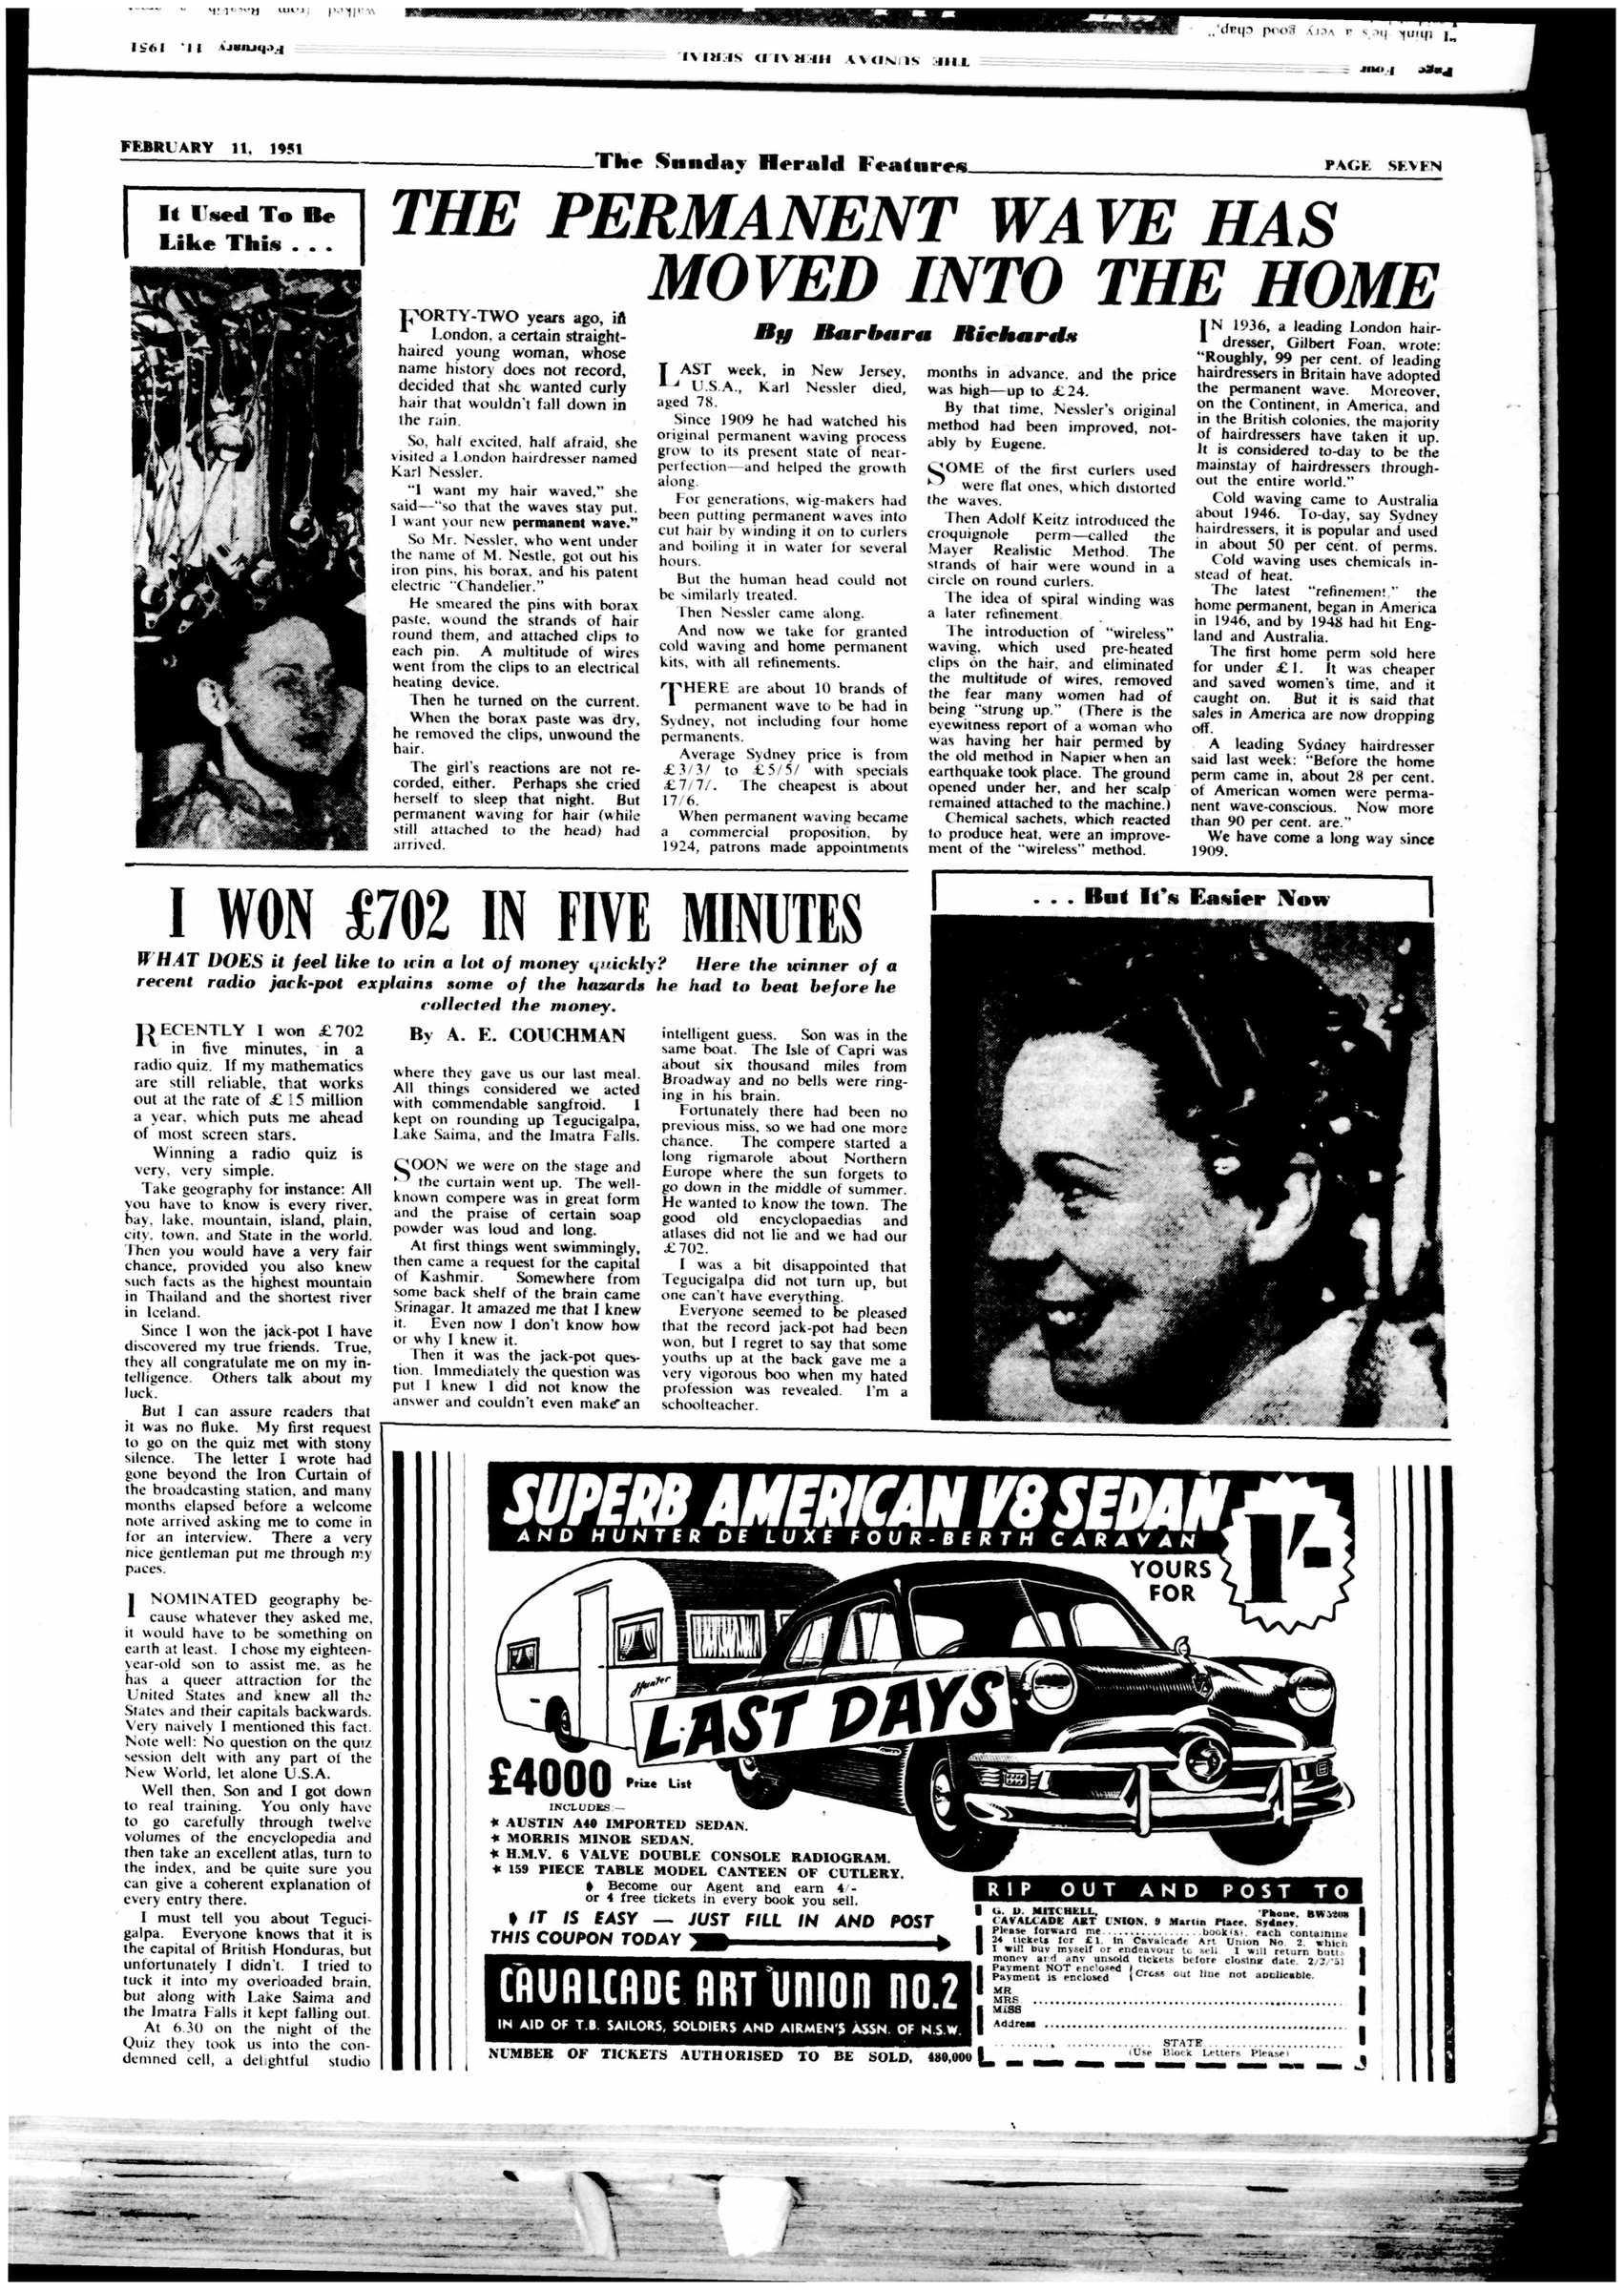 "I think he's a very good chap,"
walked from Rosebik a great
Page Four
THE SUNDAY HERALD SERIAL
February 11, 1951
FEBRUARY 11, 1951
The Sunday Herald Features
PAGE SEVEN
It Used To Be
Like This . . .
THE PERMANENT WAVE HAS
MOVED INTO THE HOME
FORTY-TWO years ago, in
London, a certain straight-
haired young woman, whose
name history does not record,
decided that she wanted curly
hair that wouldn't fall down in
the rain.
So, half excited, half afraid, she
visited a London hairdresser named
Karl Nessler.
"I want my hair waved," she
said—"so that the waves stay put.
I want your new permanent wave."
So Mr. Nessler, who went under
the name of M. Nestle, got out his
iron pins, his borax, and his patent
electric "Chandelier."
He smeared the pins with borax
paste, wound the strands of hair
round them, and attached clips to
each pin. A multitude of wires
went from the clips to an electrical
heating device.
Then he turned on the current.
When the borax paste was dry,
he removed the clips, unwound the
hair.
The girl's reactions are not re-
corded, either. Perhaps she cried
herself to sleep that night. But
permanent waving for hair (while
still attached to the head) had
arrived.
By Barbara Richards
LAST week, in New Jersey,
U.S.A., Karl Nessler died,
aged 78.
Since 1909 he had watched his
original permanent waving process
grow to its present state of near-
perfection—and helped the growth
along.
For generations, wig-makers had
been putting permanent waves into
cut hair by winding it on to curlers
and boiling it in water for several
hours.
But the human head could not
be similarly treated.
Then Nessler came along.
And now we take for granted
cold waving and home permanent
kits, with all refinements.
THERE are about 10 brands of
permanent wave to be had in
Sydney, not including four home
permanents.
Average Sydney price is from
£3/3/ to £5/5/ with specials
£7/7/. The cheapest is about
17/6.
When permanent waving became
a commercial proposition, by
1924, patrons made appointments
months in advance, and the price
was high—up to £24.
By that time, Nessler's original
method had been improved, not-
ably by Eugene.
SOME of the first curlers used
were flat ones, which distorted
the waves.
Then Adolf Keitz introduced the
croquignole perm—called the
Mayer Realistic Method. The
strands of hair were wound in a
circle on round curlers.
The idea of spiral winding was
a later refinement.
The introduction of "wireless"
waving, which used pre-heated
clips on the hair, and eliminated
the multitude of wires, removed
the fear many women had of
being "strung up." (There is the
eyewitness report of a woman who
was having her hair permed by
the old method in Napier when an
earthquake took place. The ground
opened under her, and her scalp
remained attached to the machine.)
Chemical sachets, which reacted
to produce heat, were an improve-
ment of the "wireless" method.
IN 1936, a leading London hair-
dresser, Gilbert Foan, wrote:
"Roughly, 99 per cent. of leading
hairdressers in Britain have adopted
the permanent wave. Moreover,
on the Continent, in America, and
in the British colonies, the majority
of hairdressers have taken it up.
It is considered to-day to be the
mainstay of hairdressers through-
out the entire world."
Cold waving came to Australia
about 1946. To-day, say Sydney
hairdressers, it is popular and used
in about 50 per cent. of perms.
Cold waving uses chemicals in-
stead of heat.
The latest "refinement," the
home permanent, began in America
in 1946, and by 1948 had hit Eng-
land and Australia.
The first home perm sold here
for under £1. It was cheaper
and saved women's time, and it
caught on. But it is said that
sales in America are now dropping
off.
A leading Sydney hairdresser
said last week: "Before the home
perm came in, about 28 per cent.
of American women were perma-
nent wave-conscious. Now more
than 90 per cent. are."
We have come a long way since
1909.
. . . But It's Easier Now
I WON £702 IN FIVE MINUTES
WHAT DOES it feel like to win a lot of money quickly? Here the winner of a
recent radio jack-pot explains some of the hazards he had to beat before he
collected the money.
RECENTLY I won £702
in five minutes, in a
radio quiz. If my mathematics
are still reliable, that works
out at the rate of £15 million
a year, which puts me ahead
of most screen stars.
Winning a radio quiz is
very, very simple.
Take geography for instance: All
you have to know is every river,
bay, lake, mountain, island, plain,
city, town, and State in the world.
Then you would have a very fair
chance, provided you also knew
such facts as the highest mountain
in Thailand and the shortest river
in Iceland.
Since I won the jack-pot I have
discovered my true friends. True,
they all congratulate me on my in-
telligence. Others talk about my
luck.
But I can assure readers that
it was no fluke. My first request
to go on the quiz met with stony
silence. The letter I wrote had
gone beyond the Iron Curtain of
the broadcasting station, and many
months elapsed before a welcome
note arrived asking me to come in
for an interview. There a very
nice gentleman put me through my
paces.
I NOMINATED geography be-
cause whatever they asked me,
it would have to be something on
earth at least. I chose my eighteen-
year-old son to assist me, as he
has a queer attraction for the
United States and knew all the
States and their capitals backwards.
Very naively I mentioned this fact.
Note well: No question on the quiz
session delt with any part of the
New World, let alone U.S.A.
Well then, Son and I got down
to real training. You only have
to go carefully through twelve
volumes of the encyclopedia and
then take an excellent atlas, turn to
the index, and be quite sure you
can give a coherent explanation of
every entry there.
I must tell you about Teguci-
galpa. Everyone knows that it is
the capital of British Honduras, but
unfortunately I didn't. I tried to
tuck it into my overloaded brain,
but along with Lake Saima and
the Imatra Falls it kept falling out.
At 6.30 on the night of the
Quiz they took us into the con-
demned cell, a delightful studio
By A. E. COUCHMAN
where they gave us our last meal.
All things considered we acted
with commendable sangfroid. I
kept on rounding up Tegucigalpa,
Lake Saima, and the Imatra Falls.
SOON we were on the stage and
the curtain went up. The well-
known compere was in great form
and the praise of certain soap
powder was loud and long.
At first things went swimmingly,
then came a request for the capital
of Kashmir. Somewhere from
some back shelf of the brain came
Srinagar. It amazed me that I knew
it. Even now I don't know how
or why I knew it.
Then it was the jack-pot ques-
tion. Immediately the question was
put I knew I did not know the
answer and couldn't even make an
intelligent guess. Son was in the
same boat. The Isle of Capri was
about six thousand miles from
Broadway and no bells were ring-
ing in his brain.
Fortunately there had been no
previous miss, so we had one more
chance. The compere started a
long rigmarole about Northern
Europe where the sun forgets to
go down in the middle of summer.
He wanted to know the town. The
good old encyclopaedias and
atlases did not lie and we had our
£702.
I was a bit disappointed that
Tegucigalpa did not turn up, but
one can't have everything.
Everyone seemed to be pleased
that the record jack-pot had been
won, but I regret to say that some
youths up at the back gave me a
very vigorous boo when my hated
profession was revealed. I'm a
schoolteacher.
SUPERB AMERICAN V8 SEDAN
AND HUNTER DE LUXE FOUR-BERTH CARAVAN
YOURS
FOR
1/-
Hunter
LAST DAYS
£4000 Prize List
INCLUDES:—
★ AUSTIN A40 IMPORTED SEDAN.
★ MORRIS MINOR SEDAN.
★ H.M.V. 6 VALVE DOUBLE CONSOLE RADIOGRAM.
★ 159 PIECE TABLE MODEL CANTEEN OF CUTLERY.
♦ Become our Agent and earn 4/-
or 4 free tickets in every book you sell.
♦ IT IS EASY — JUST FILL IN AND POST
THIS COUPON TODAY
CAVALCADE ART UNION NO.2
IN AID OF T.B. SAILORS, SOLDIERS AND AIRMEN'S ASSN. OF N.S.W.
NUMBER OF TICKETS AUTHORISED TO BE SOLD, 480,000
RIP OUT AND POST TO
G. D. MITCHELL, 'Phone, BW5208
CAVALCADE ART UNION, 9 Martin Place, Sydney.
Please forward me.................book(s), each containing
24 tickets for £1, in Cavalcade Art Union No. 2, which
I will buy myself or endeavour to sell. I will return butts
money and any unsold tickets before closing date, 2/3/'51
Payment NOT enclosed
Payment is enclosed (Cross out line not applicable.
MR
MRS
MISS
Address
STATE
(Use Block Letters Please)